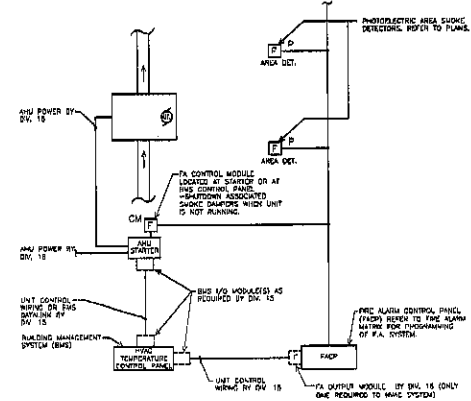 PHOTOELECTRIC AREA SMOKE
DETECTORS. REFER TO PLANS.
F
P
AREA DET.
AHU POWER BY
DIV. 16
F
P
AREA DET.
FA CONTROL MODULE
LOCATED AT STARTER OR AT
BMS CONTROL PANEL
-SHUTDOWN ASSOCIATED
SMOKE DAMPERS WHEN UNIT
IS NOT RUNNING.
CM
F
AHU
STARTER
AHU POWER BY
DIV. 16
BMS I/O MODULE(S) AS
REQUIRED BY DIV. 15
UNIT CONTROL
WIRING OR BMS
DATALINK BY
DIV 15
FIRE ALARM CONTROL PANEL
(FACP) REFER TO FIRE ALARM
MATRIX FOR PROGRAMMING
OF F.A. SYSTEM.
BUILDING MANAGEMENT
SYSTEM (BMS)
HVAC
TEMPERATURE
CONTROL PANEL
F
FACP
UNIT CONTROL
WIRING BY DIV 15
FA OUTPUT MODULE BY DIV. 16 (ONLY
ONE REQUIRED TO HVAC SYSTEM)